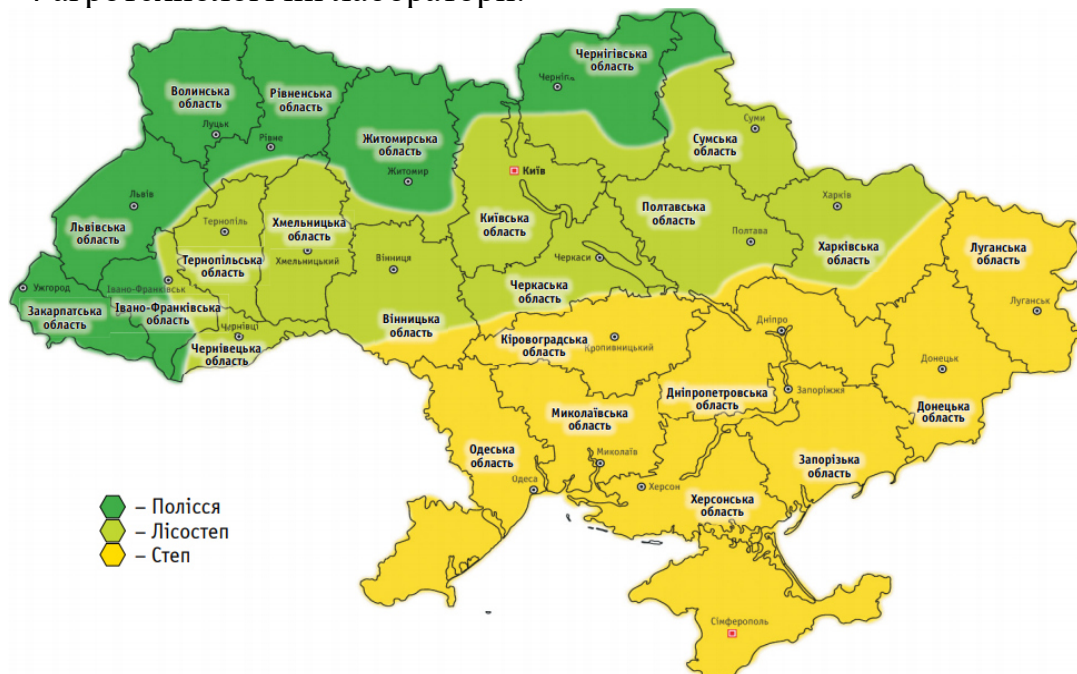 Чернігівська
область
Чернігів
Волинська
область
Рівненська
область
Луцьк
Рівне
Житомирська
область
Житомир
Сумська
область
Суми
Київ
Львів
Львівська
область
Тернопіль
Тернопільська
область
Хмельницька
область
Хмельницький
Вінниця
Вінницька
область
Київська
область
Черкаси
Черкаська
область
Полтавська
область
Полтава
Харків
Харківська
область
Луганська
область
Луганськ
Ужгород
Закарпатська
область
Івано-Франківськ
Івано-Франківська
область
Чернівці
Чернівецька
область
Кіровоградська
область
Кропивницький
Дніпро
Дніпропетровська
область
Запоріжжя
Донецьк
Донецька
область
Миколаївська
область
Миколаїв
Одеська
область
Одеса
Херсон
Херсонська
область
Запорізька
область
Сімферополь
– Полісся
– Лісостеп
– Степ